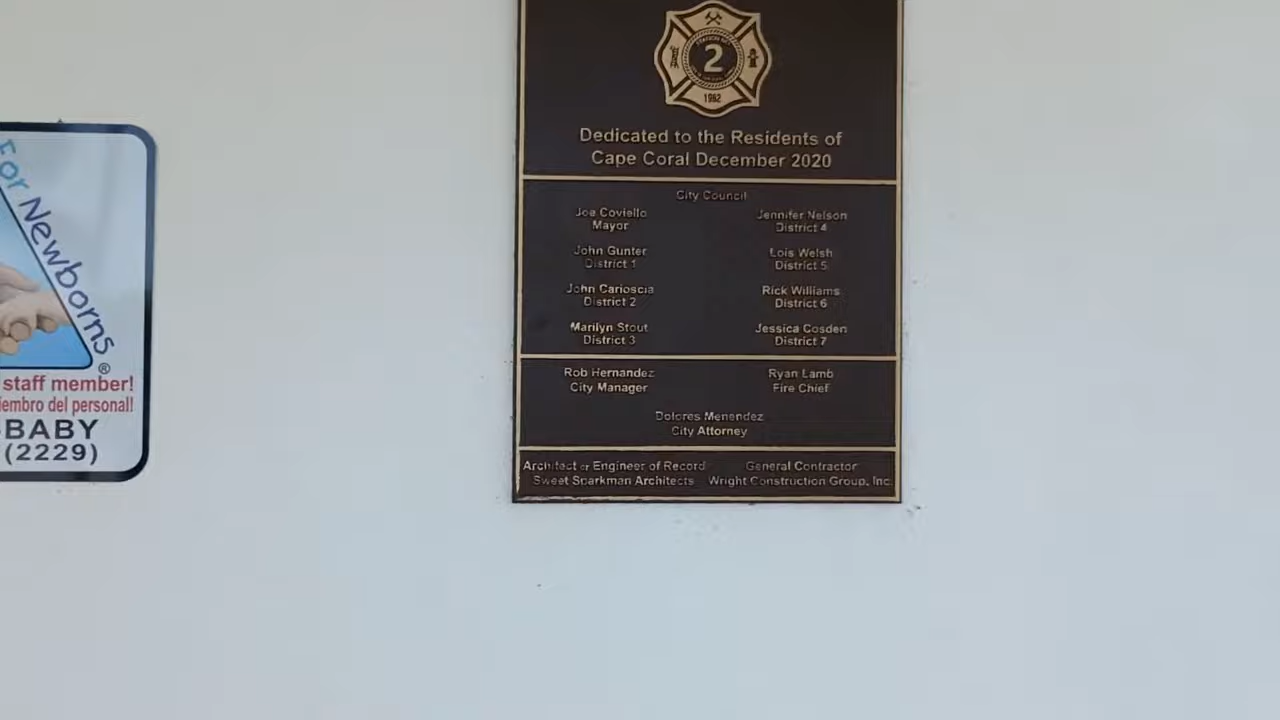 For Newborns
®
staff member!
iembro del personal!
-BABY
(2229)
2
1962
Dedicated to the Residents of
Cape Coral December 2020
City Council
Joe Coviello
Mayor
John Gunter
District 1
John Carioscia
District 2
Marilyn Stout
District 3
Jennifer Nelson
District 4
Lois Welsh
District 5
Rick Williams
District 6
Jessica Cosden
District 7
Rob Hernandez
City Manager
Ryan Lamb
Fire Chief
Dolores Menendez
City Attorney
Architect or Engineer of Record
Sweet Sparkman Architects
General Contractor
Wright Construction Group, Inc.